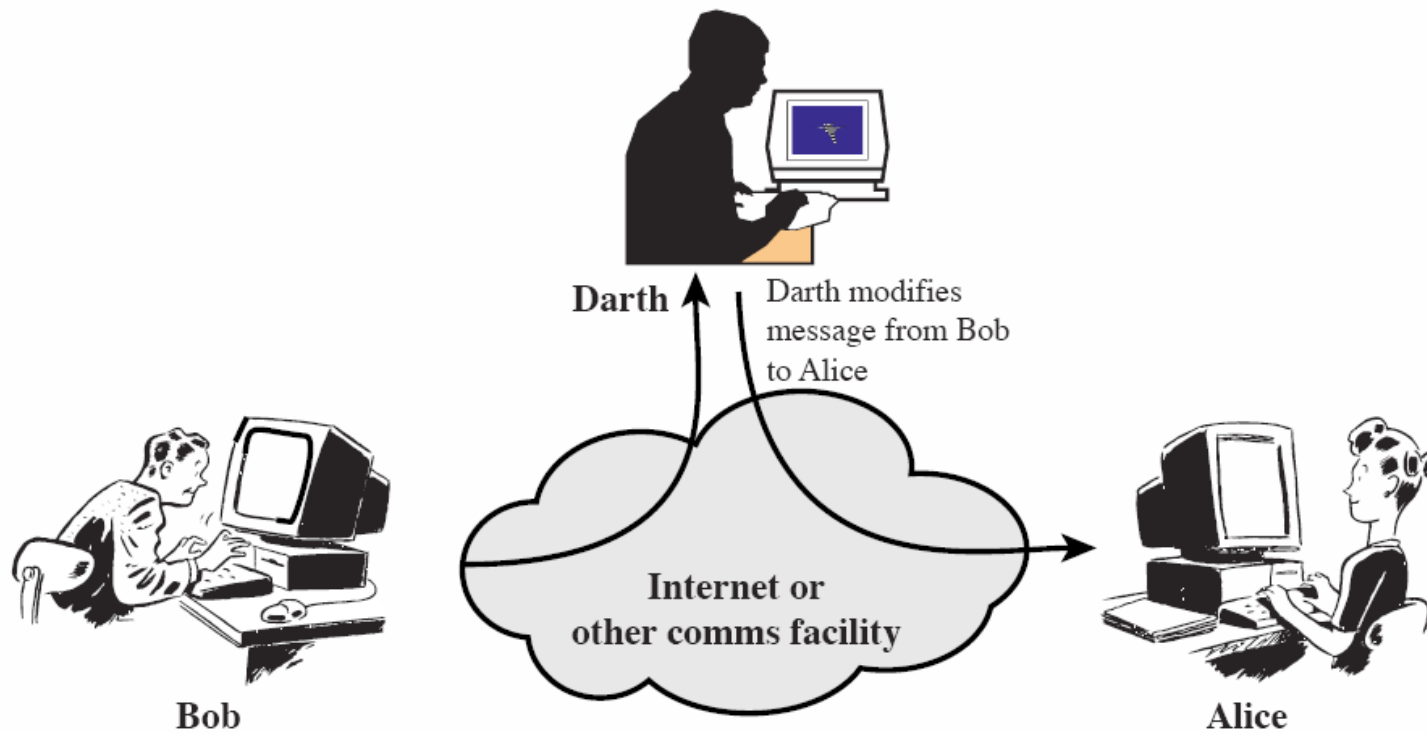 Darth
Darth modifies
message from Bob
to Alice
Internet or
other comms facility
Bob
Alice